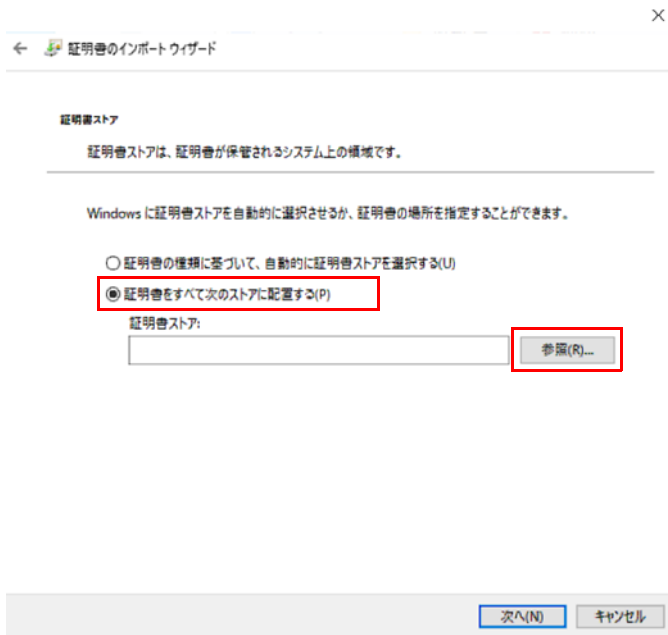 証明書のインポート ウィザード
証明書ストア
証明書ストアは、証明書が保管されるシステム上の領域です。
Windows に証明書ストアを自動的に選択させるか、証明書の場所を指定することができます。
証明書の種類に基づいて、自動的に証明書ストアを選択する(U)
証明書をすべて次のストアに配置する(P)
証明書ストア:
参照(R)...
次へ(N)
キャンセル